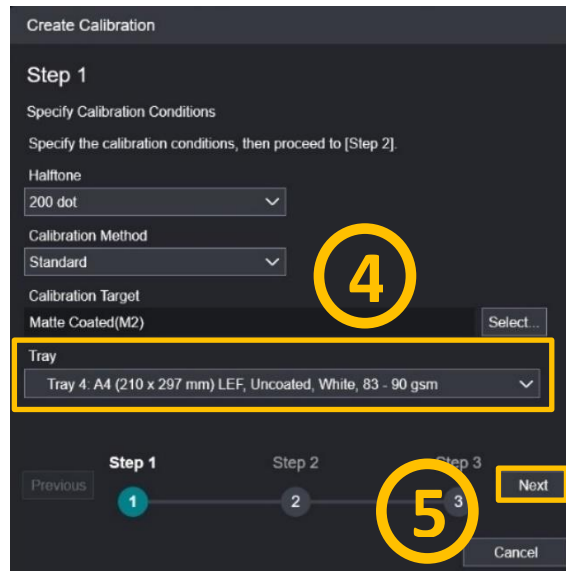 Create Calibration
Step 1
Specify Calibration Conditions
Specify the calibration conditions, then proceed to [Step 2].
Halftone
200 dot
Calibration Method
Standard
4
Calibration Target
Matte Coated(M2)
Select...
Tray
Tray 4: A4 (210 x 297 mm) LEF, Uncoated, White, 83 - 90 gsm
Step 1
Step 2
Step 3
Previous
1
2
3
5
Next
Cancel